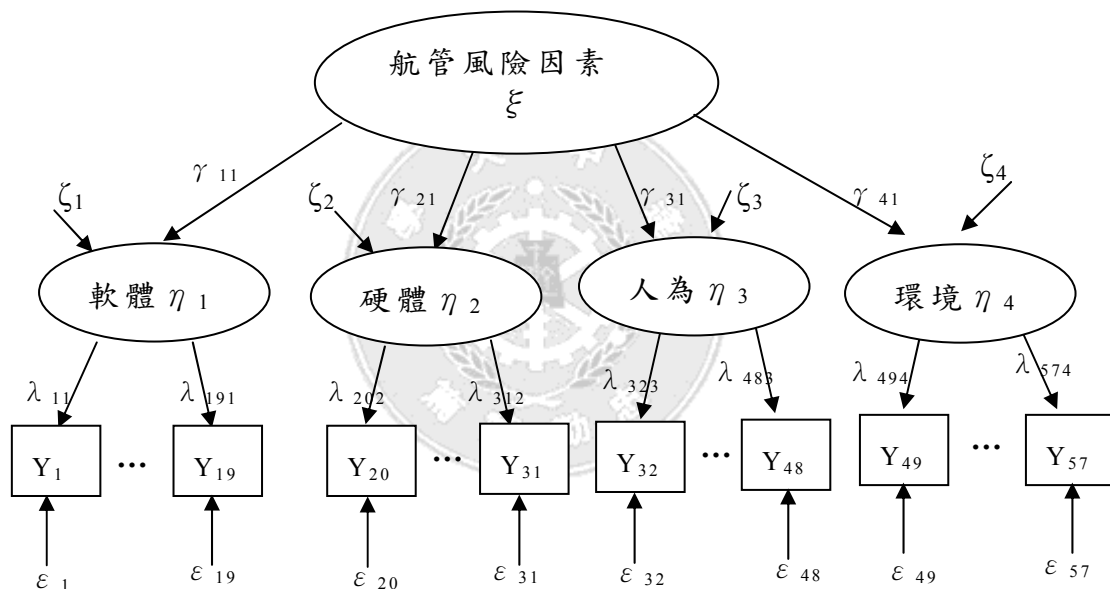 航管風險因素
ξ
γ 11
γ 21
γ 31
γ 41
ζ1
ζ2
ζ3
ζ4
軟體 η 1
硬體 η 2
人為 η 3
環境 η 4
λ 11
λ 191
λ 202
λ 312
λ 323
λ 483
λ 494
λ 574
Y1 ... Y19
Y20 ... Y31
Y32 ... Y48
Y49 ... Y57
ε 1
ε 19
ε 20
ε 31
ε 32
ε 48
ε 49
ε 57